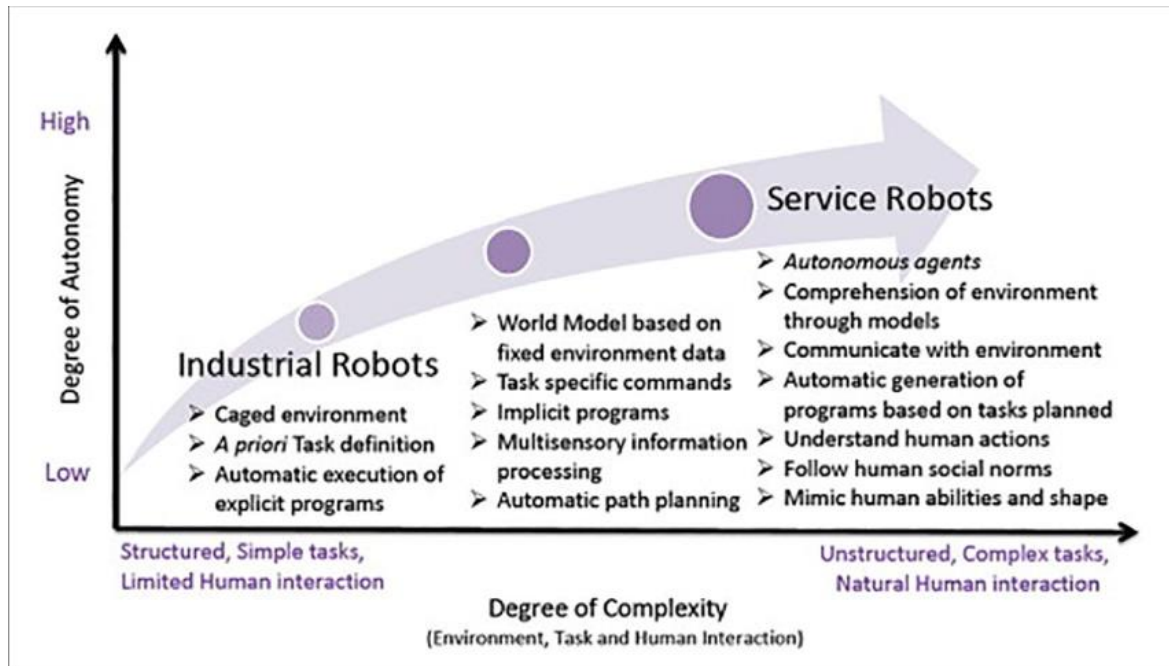 High
Degree of Autonomy
Low
Industrial Robots
➢ Caged environment
➢ A priori Task definition
➢ Automatic execution of
explicit programs
➢ World Model based on
fixed environment data
➢ Task specific commands
➢ Implicit programs
➢ Multisensory information
processing
➢ Automatic path planning
Service Robots
➢ Autonomous agents
➢ Comprehension of environment
through models
➢ Communicate with environment
➢ Automatic generation of
programs based on tasks planned
➢ Understand human actions
➢ Follow human social norms
➢ Mimic human abilities and shape
Structured, Simple tasks,
Limited Human interaction
Unstructured, Complex tasks,
Natural Human interaction
Degree of Complexity
(Environment, Task and Human Interaction)